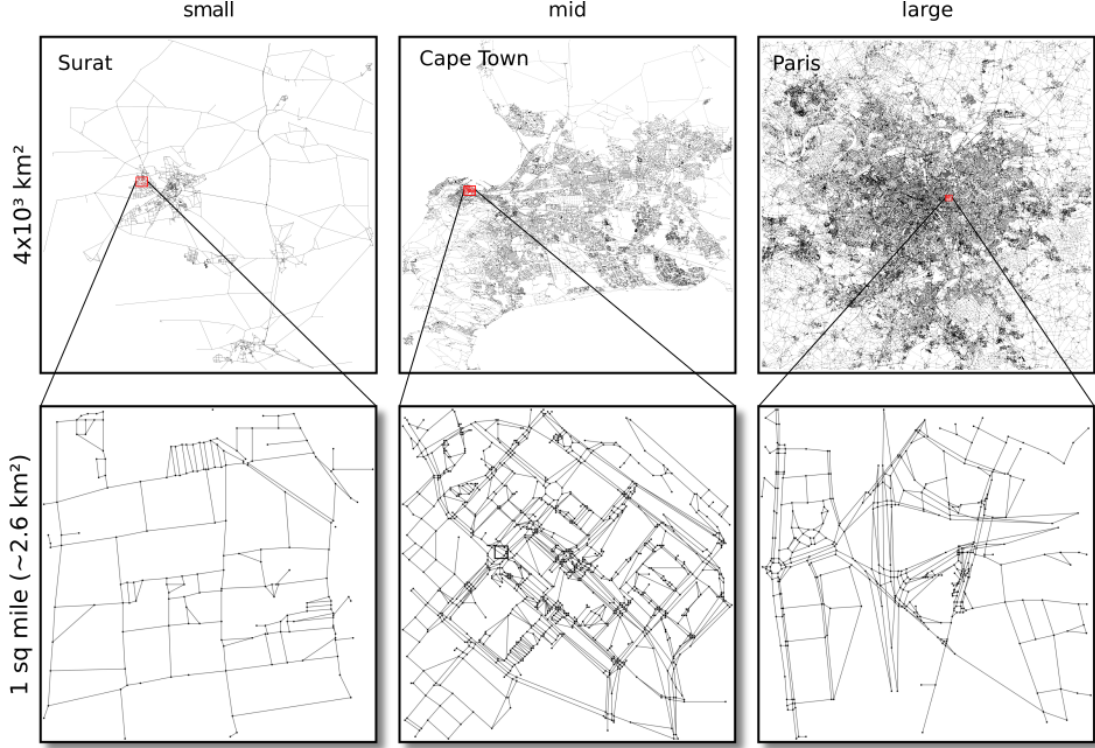 small
mid
large
Surat
Cape Town
Paris
4x10³ km²
1 sq mile (~2.6 km²)